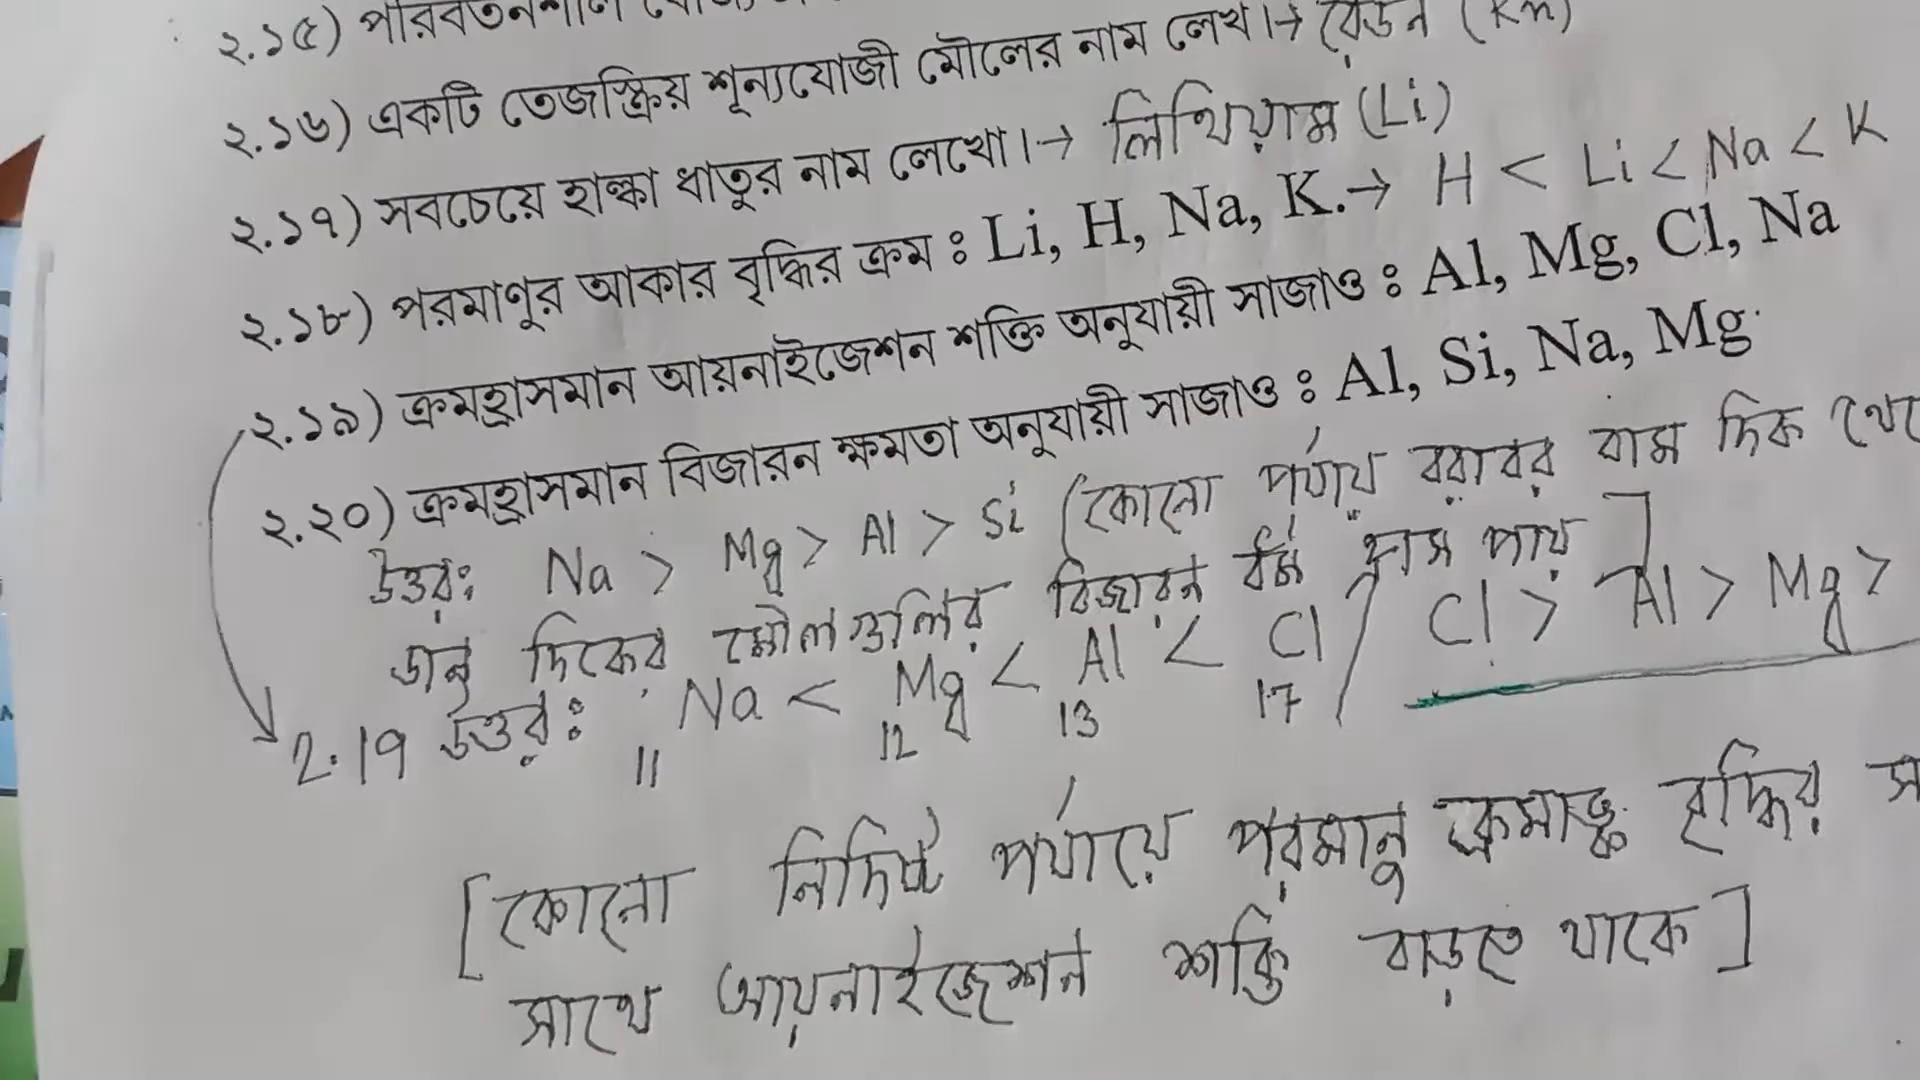 ২.১৫) পরিবর্তনশীল
২.১৬) একটি তেজস্ক্রিয় শূন্যযোজী মৌলের নাম লেখ।→ রেডন (Rn)
২.১৭) সবচেয়ে হাল্কা ধাতুর নাম লেখো।→ লিথিয়াম (Li)
২.১৮) পরমাণুর আকার বৃদ্ধির ক্রম : Li, H, Na, K.→ H < Li < Na < K
২.১৯) ক্রমহ্রাসমান আয়নাইজেশন শক্তি অনুযায়ী সাজাও : Al, Mg, Cl, Na
২.২০) ক্রমহ্রাসমান বিজারন ক্ষমতা অনুযায়ী সাজাও : Al, Si, Na, Mg
উত্তর: Na > Mg > Al > Si (কোনো পর্যায় বরাবর বাম দিক থেকে
ডান দিকের মৌলগুলির বিজারন ধর্ম হ্রাস পায়]
2.19 উত্তর: Na < Mg < Al < Cl / Cl > Al > Mg >
11 12 13 17
[কোনো নির্দিষ্ট পর্যায়ে পরমানু ক্রমাঙ্ক বৃদ্ধির
সাথে আয়নাইজেশন শক্তি বাড়তে থাকে]